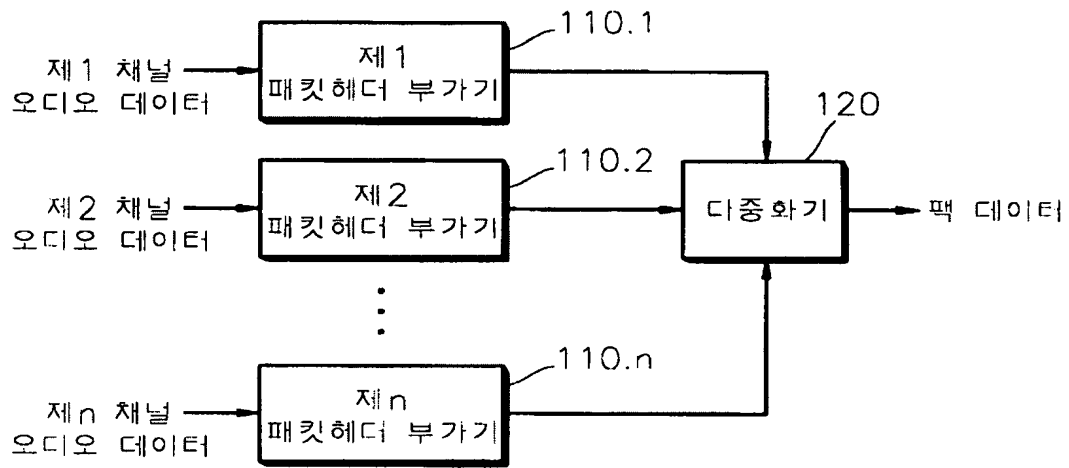 110.1
제1 채널
오디오 데이터
제1
패킷헤더 부가기
120
110.2
제2 채널
오디오 데이터
제2
패킷헤더 부가기
다중화기
팩 데이터
110.n
제n 채널
오디오 데이터
제n
패킷헤더 부가기